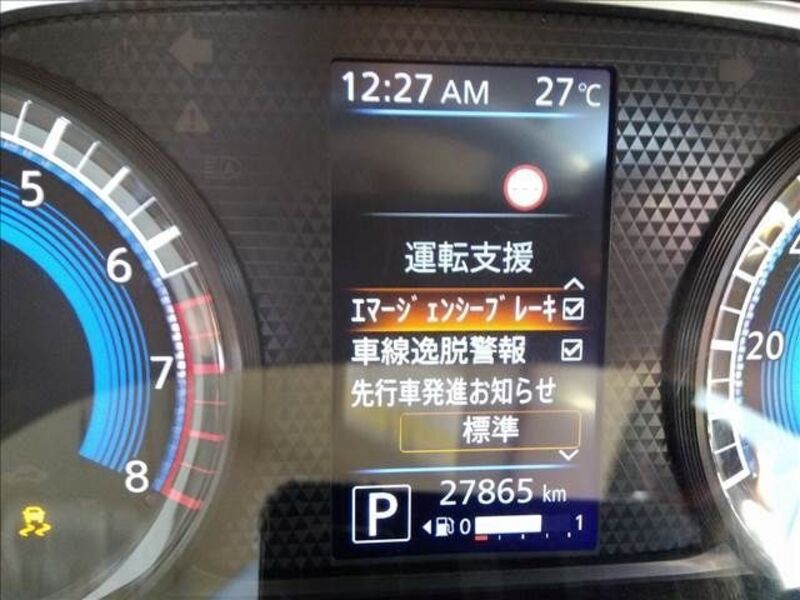 12:27 AM 27℃
運転支援
ｴﾏｰｼﾞｪﾝｼｰﾌﾞﾚｰｷ
車線逸脱警報
先行車発進お知らせ
標準
27865 km
P
0 1
5
6
7
8
20